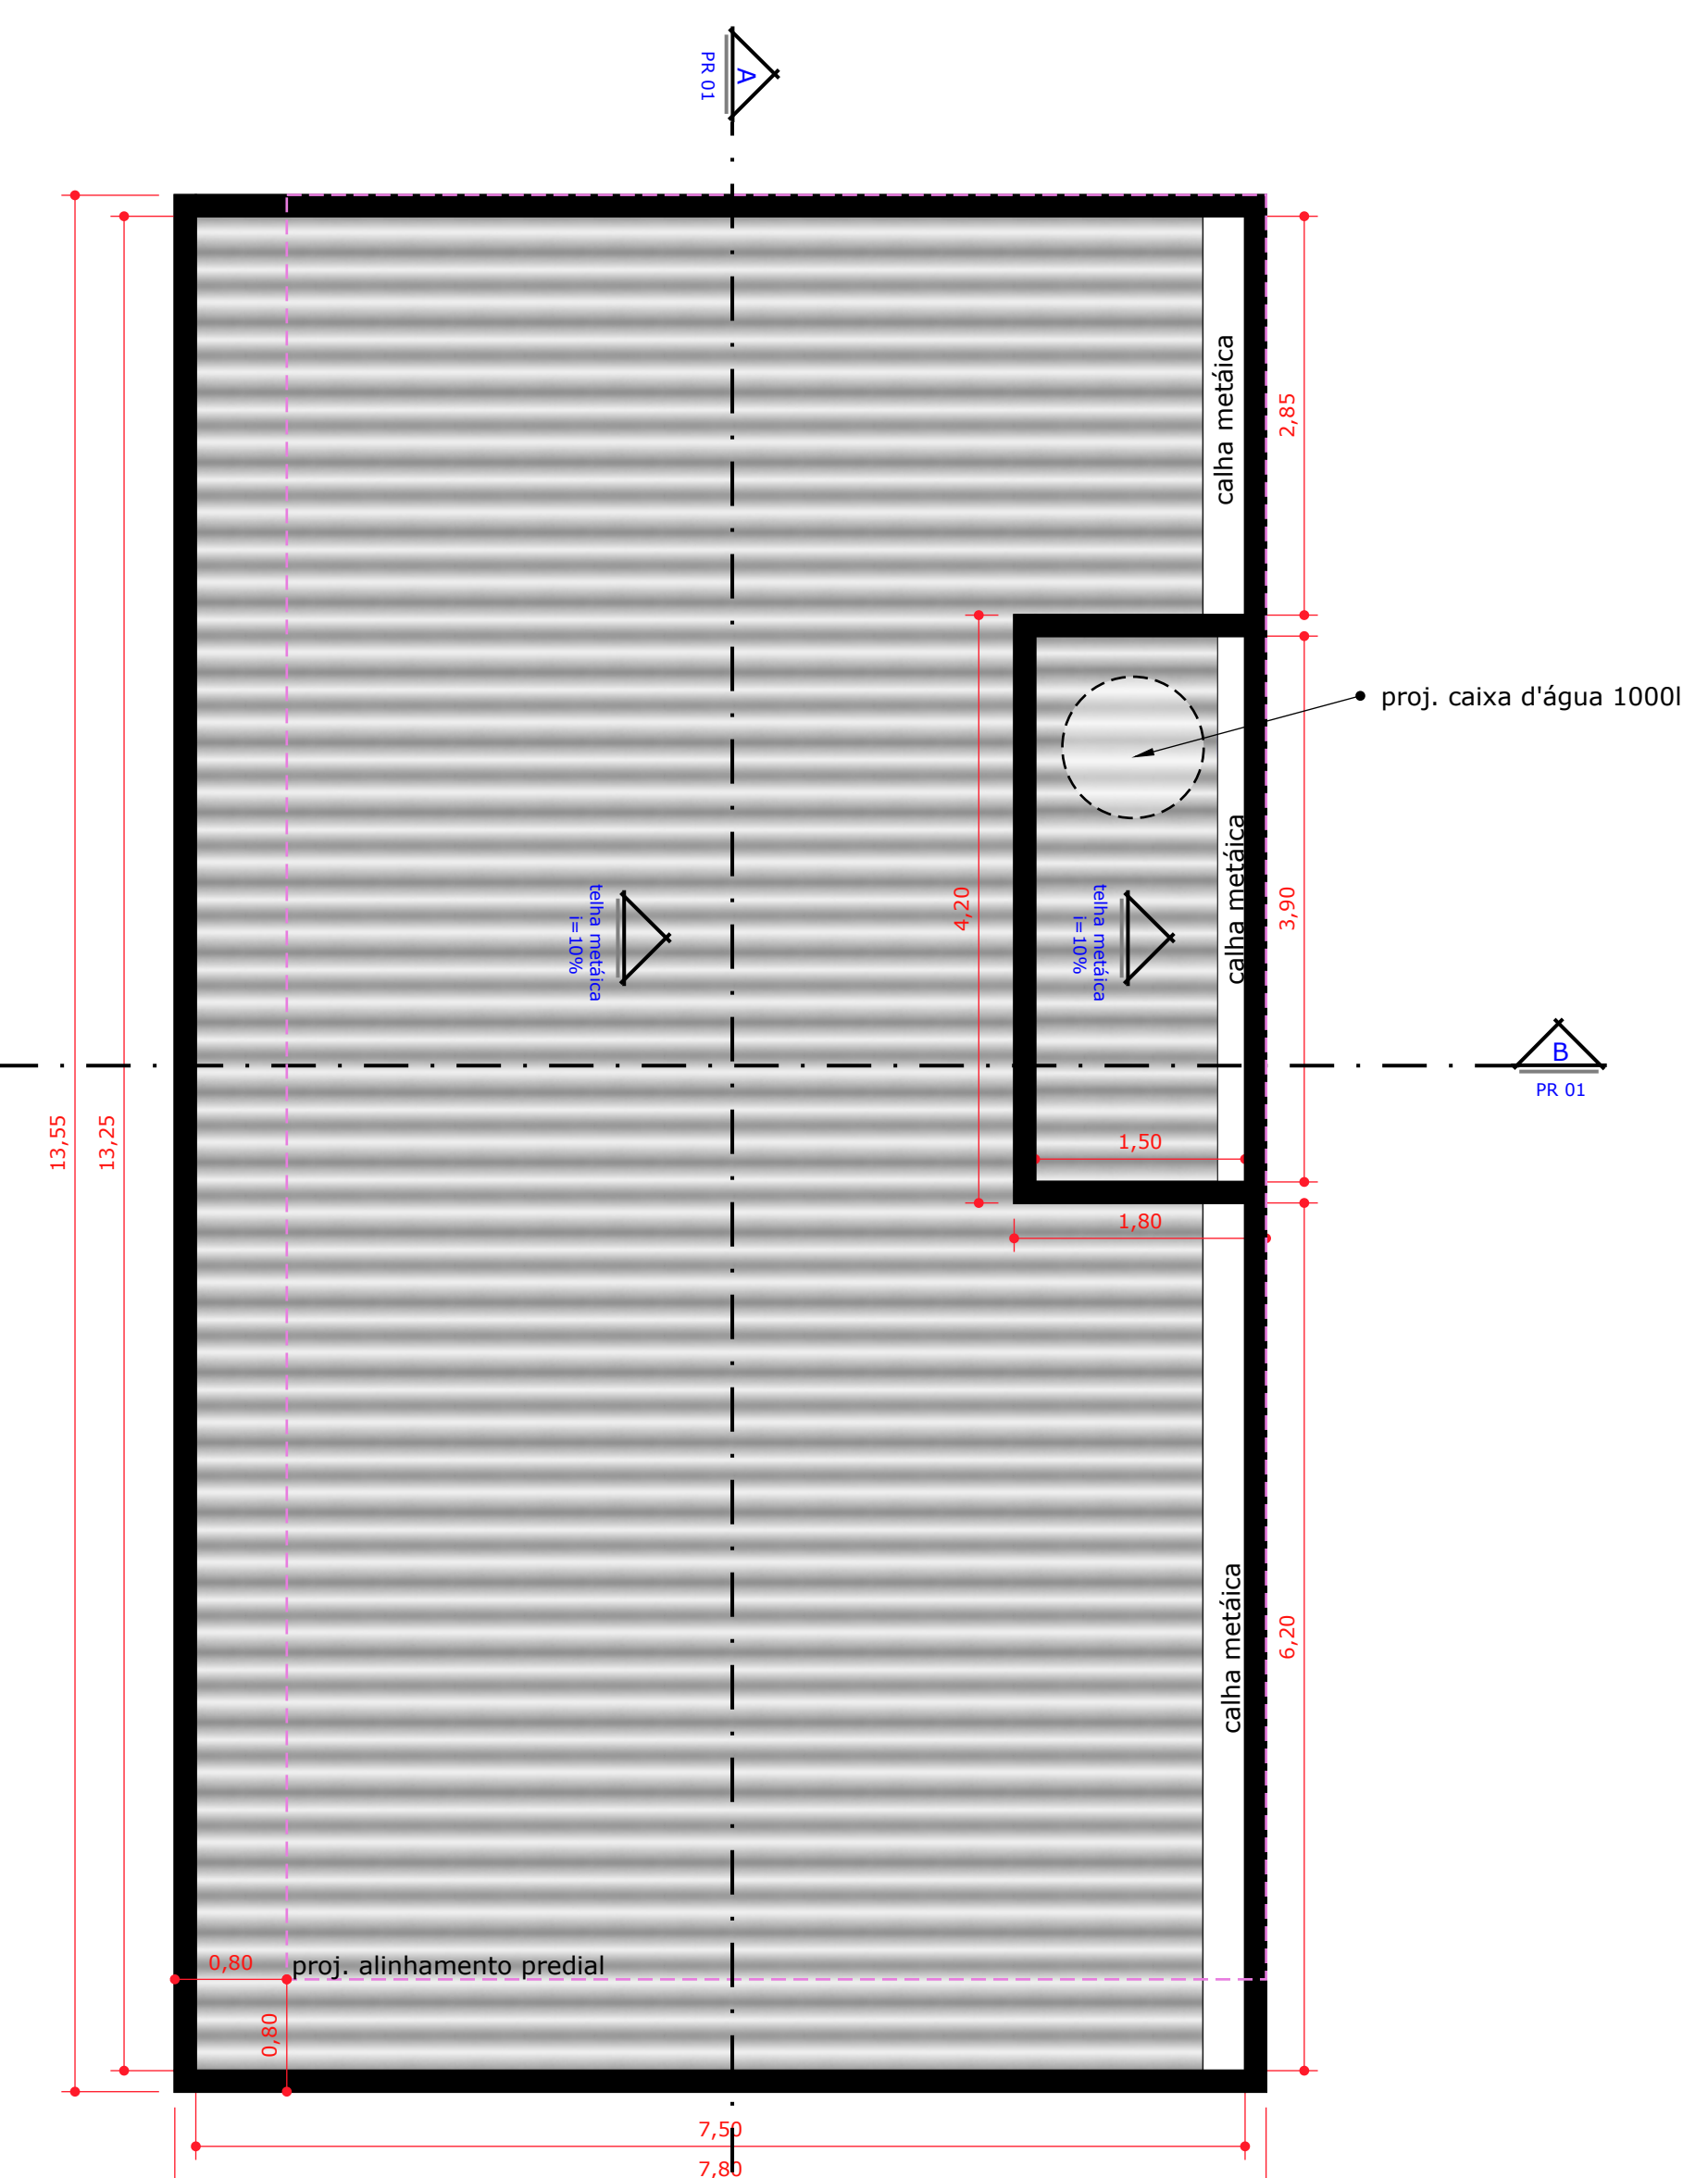 A
PR 01
calha metáica
2,85
proj. caixa d'água 1000l
calha metáica
4,20
3,90
telha metáica
i=10%
telha metáica
i=10%
B
PR 01
13,55
13,25
1,50
1,80
calha metáica
6,20
0,80
proj. alinhamento predial
0,80
7,50
7,80